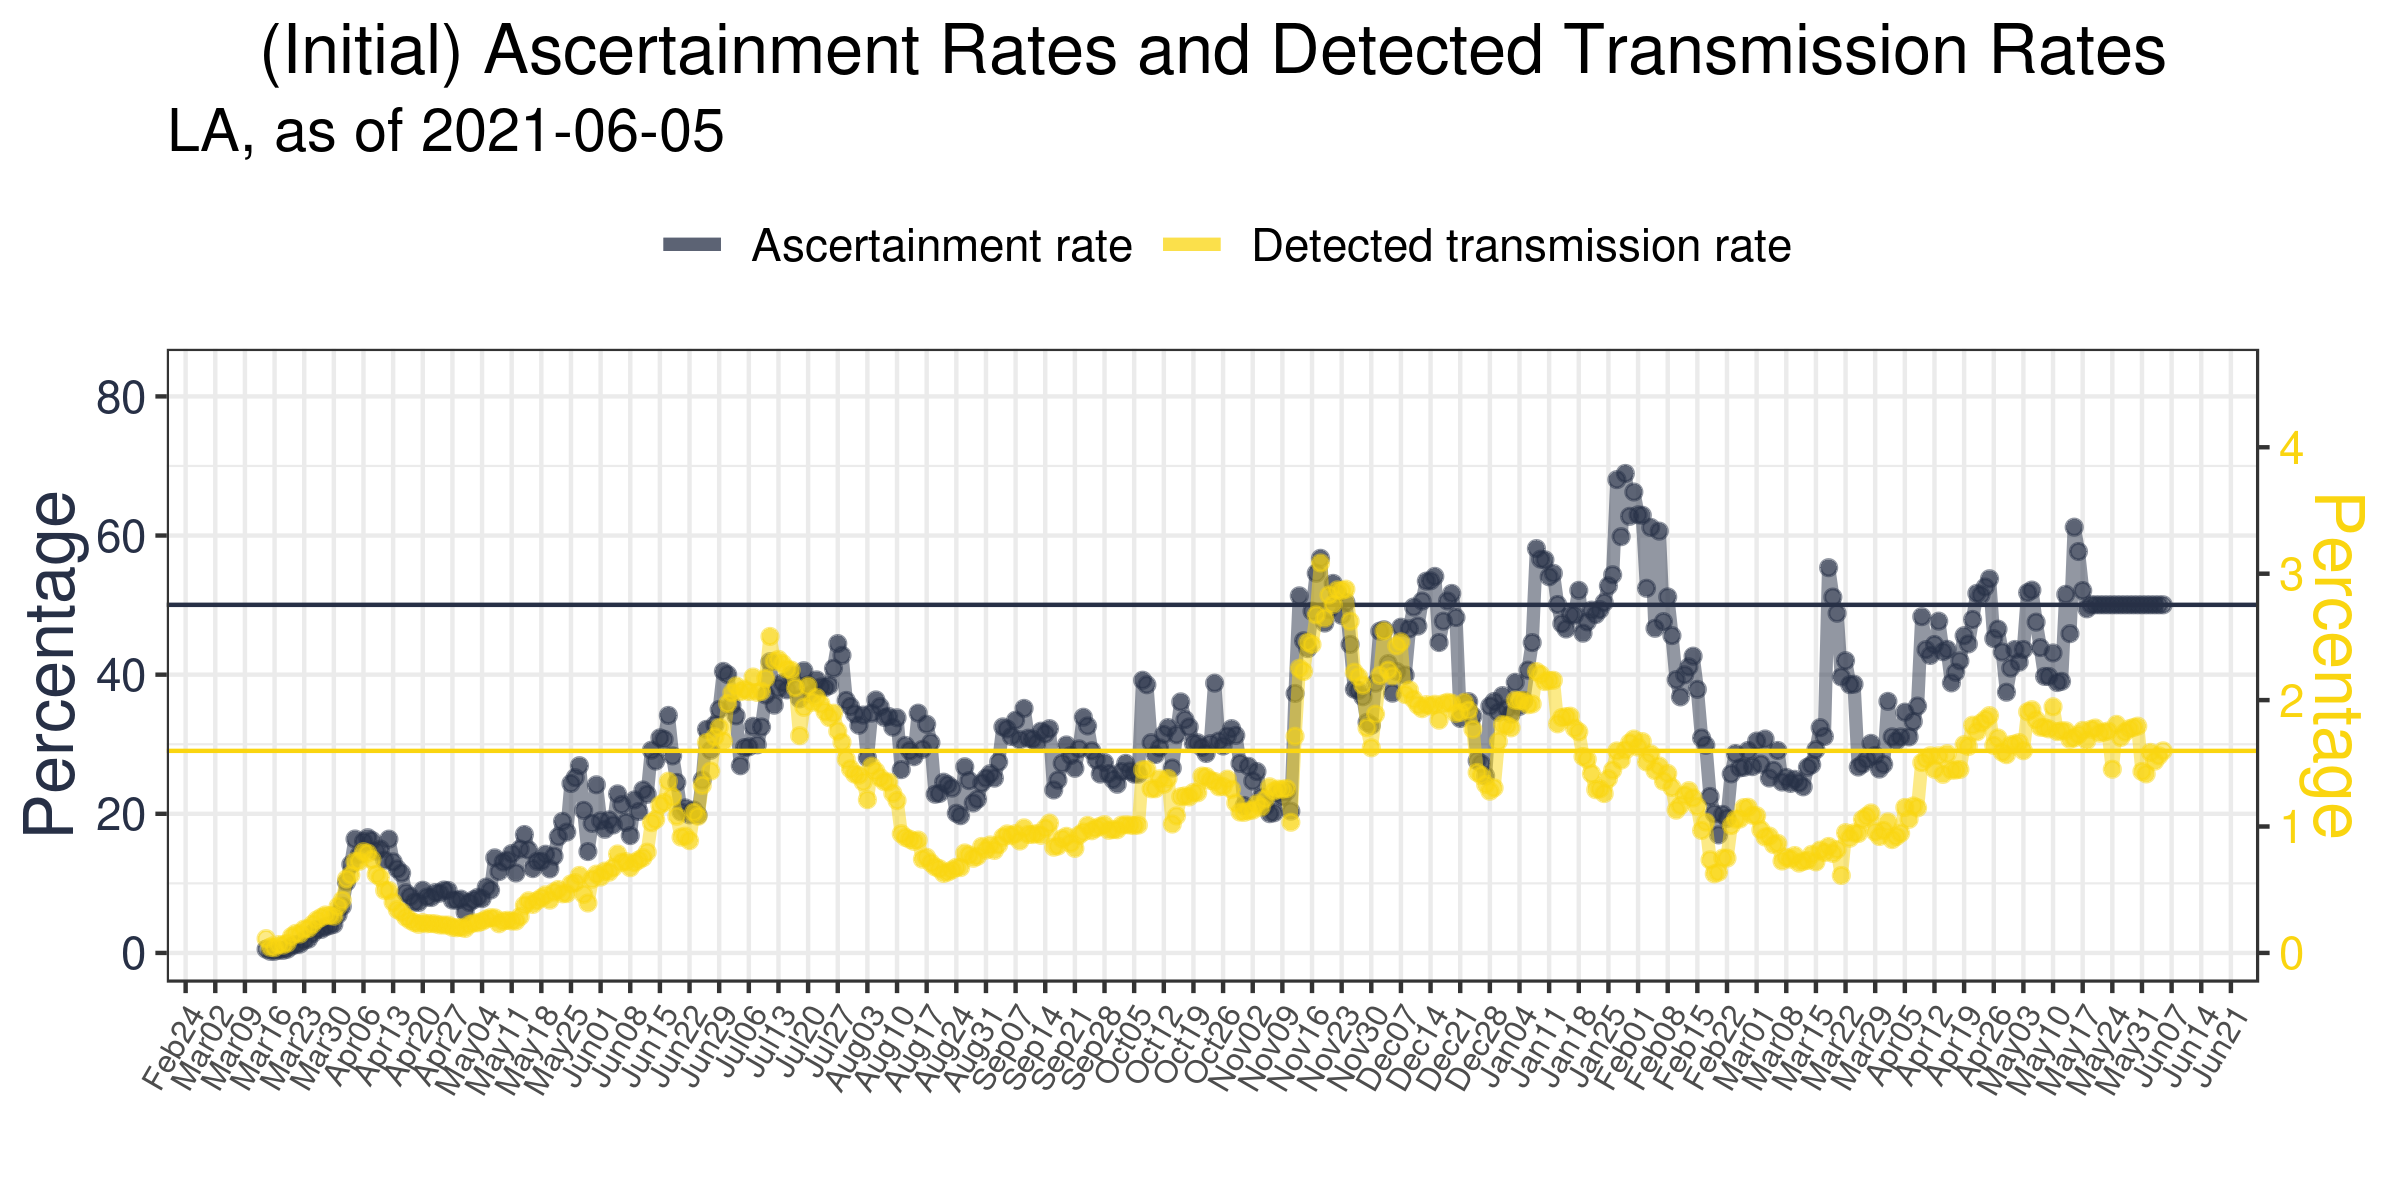 (Initial) Ascertainment Rates and Detected Transmission Rates
LA, as of 2021-06-05
Ascertainment rate Detected transmission rate
Percentage
80
60
40
20
0
4
3
2
1
0
Percentage
Feb24 Mar02 Mar09 Mar16 Mar23 Mar30 Apr06 Apr13 Apr20 Apr27 May04 May11 May18 May25 Jun01 Jun08 Jun15 Jun22 Jun29 Jul06 Jul13 Jul20 Jul27 Aug03 Aug10 Aug17 Aug24 Aug31 Sep07 Sep14 Sep21 Sep28 Oct05 Oct12 Oct19 Oct26 Nov02 Nov09 Nov16 Nov23 Nov30 Dec07 Dec14 Dec21 Dec28 Jan04 Jan11 Jan18 Jan25 Feb01 Feb08 Feb15 Feb22 Mar01 Mar08 Mar15 Mar22 Mar29 Apr05 Apr12 Apr19 Apr26 May03 May10 May17 May24 May31 Jun07 Jun14 Jun21